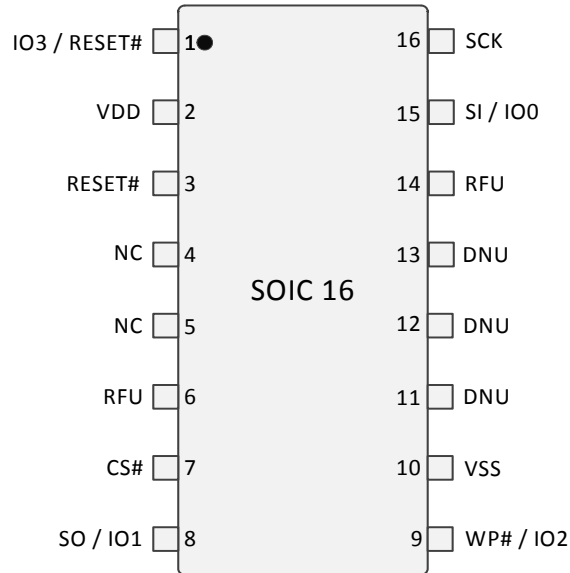 IO3 / RESET# 1 16 SCK
VDD 2 15 SI / IO0
RESET# 3 14 RFU
NC 4 13 DNU
SOIC 16
NC 5 12 DNU
RFU 6 11 DNU
CS# 7 10 VSS
SO / IO1 8 9 WP# / IO2